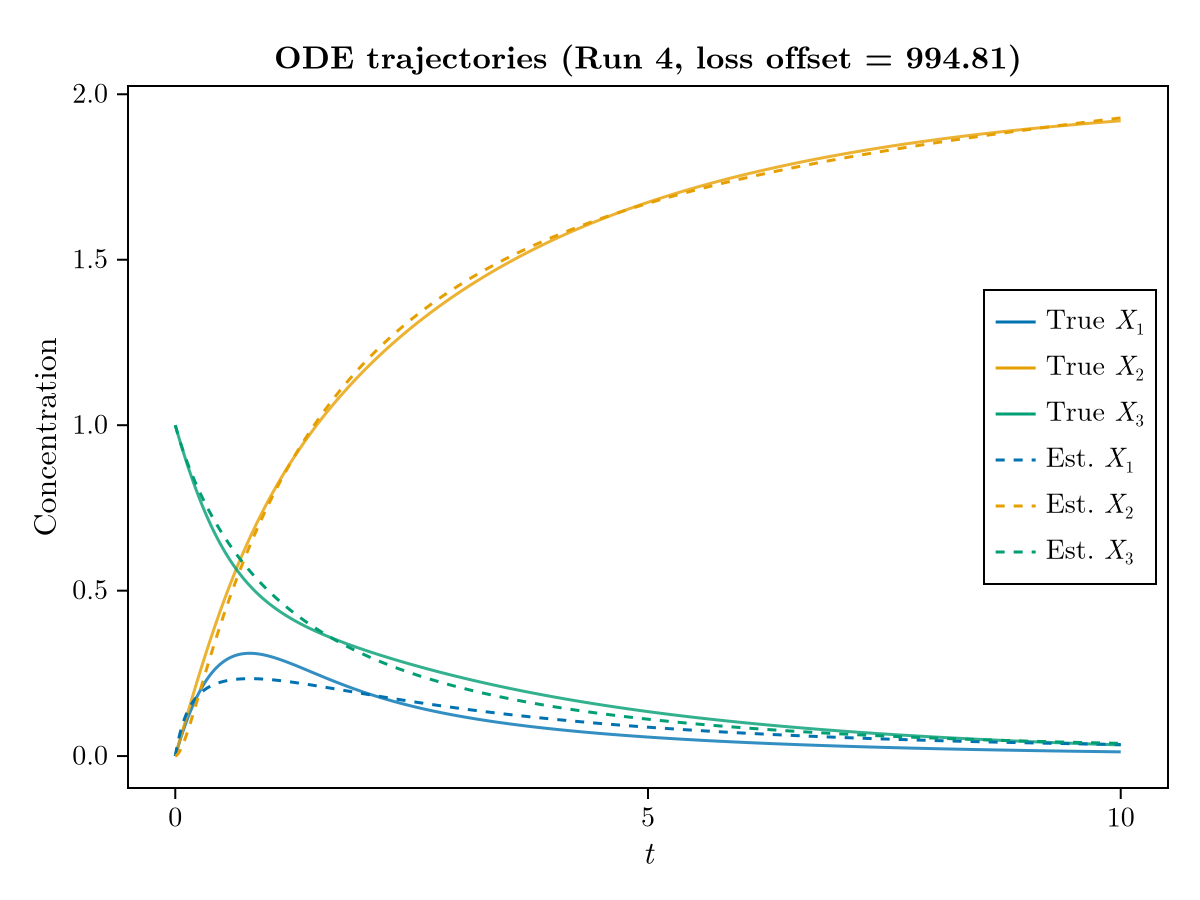 ODE trajectories (Run 4, loss offset = 994.81)
2.0
1.5
1.0
0.5
0.0
Concentration
0
5
10
t
True X₁
True X₂
True X₃
Est. X₁
Est. X₂
Est. X₃